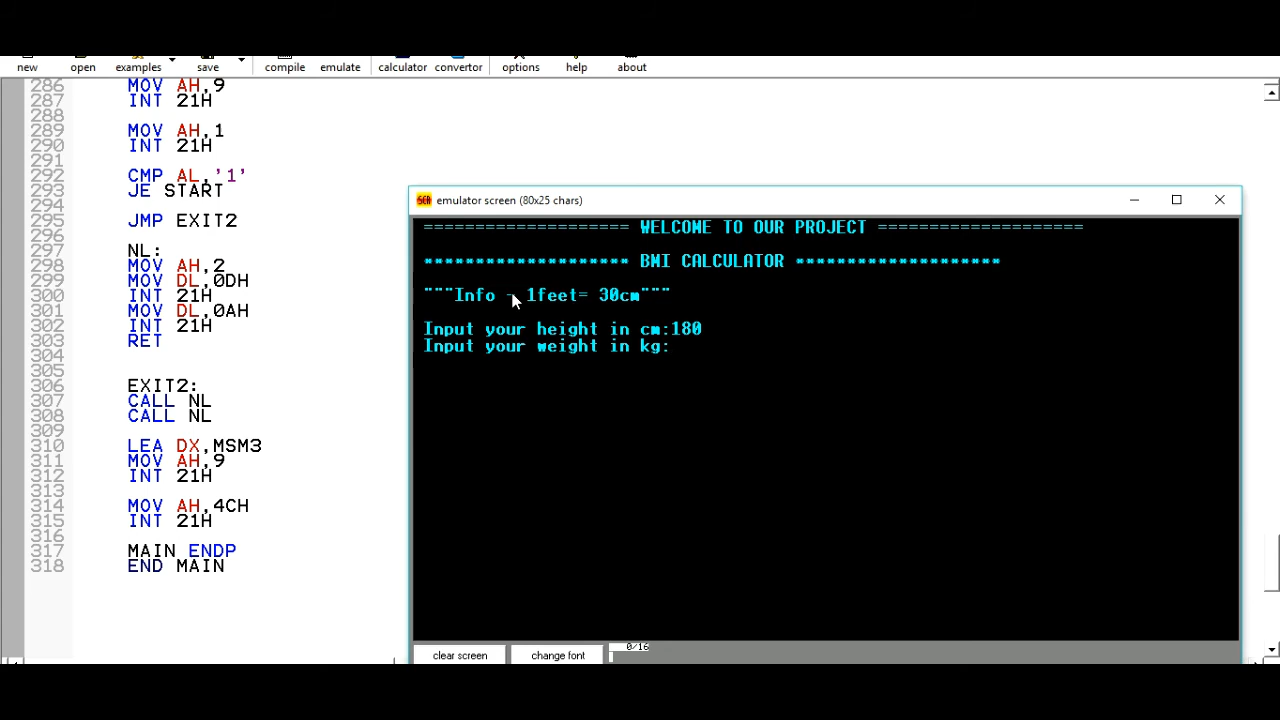 new open examples save compile emulate calculator convertor options help about
286 MOV AH,9
287 INT 21H
288
289 MOV AH,1
290 INT 21H
291
292 CMP AL,'1'
293 JE START
294
295 JMP EXIT2
296
297 NL:
298 MOV AH,2
299 MOV DL,0DH
300 INT 21H
301 MOV DL,0AH
302 INT 21H
303 RET
304
305
306 EXIT2:
307 CALL NL
308 CALL NL
309
310 LEA DX,MSM3
311 MOV AH,9
312 INT 21H
313
314 MOV AH,4CH
315 INT 21H
316
317 MAIN ENDP
318 END MAIN
SCR emulator screen (80x25 chars)
==================== WELCOME TO OUR PROJECT ====================
******************** BMI CALCULATOR ********************
"""Info - 1feet= 30cm"""
Input your height in cm:180
Input your weight in kg:
clear screen change font 0/16